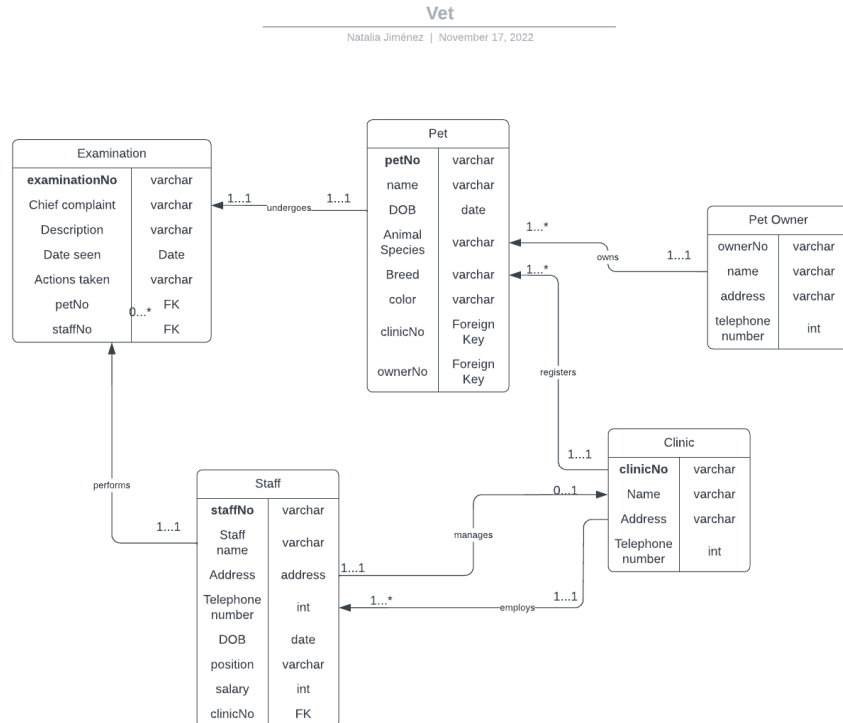 Vet
Natalia Jiménez | November 17, 2022
Examination
examinationNo varchar
Chief complaint varchar
Description varchar
Date seen Date
Actions taken varchar
petNo FK
0...*
staffNo FK
1...1 undergoes 1...1
Pet
petNo varchar
name varchar
DOB date
Animal
Species varchar
Breed varchar
color varchar
clinicNo Foreign
Key
ownerNo Foreign
Key
1...*
owns
1...1
1...*
Pet Owner
ownerNo varchar
name varchar
address varchar
telephone
number int
registers
1...1
Clinic
clinicNo varchar
Name varchar
Address varchar
Telephone
number int
performs
1...1
Staff
staffNo varchar
Staff
name varchar
Address address
Telephone
number int
DOB date
position varchar
salary int
clinicNo FK
0...1
manages
1...1
1...* employs 1...1